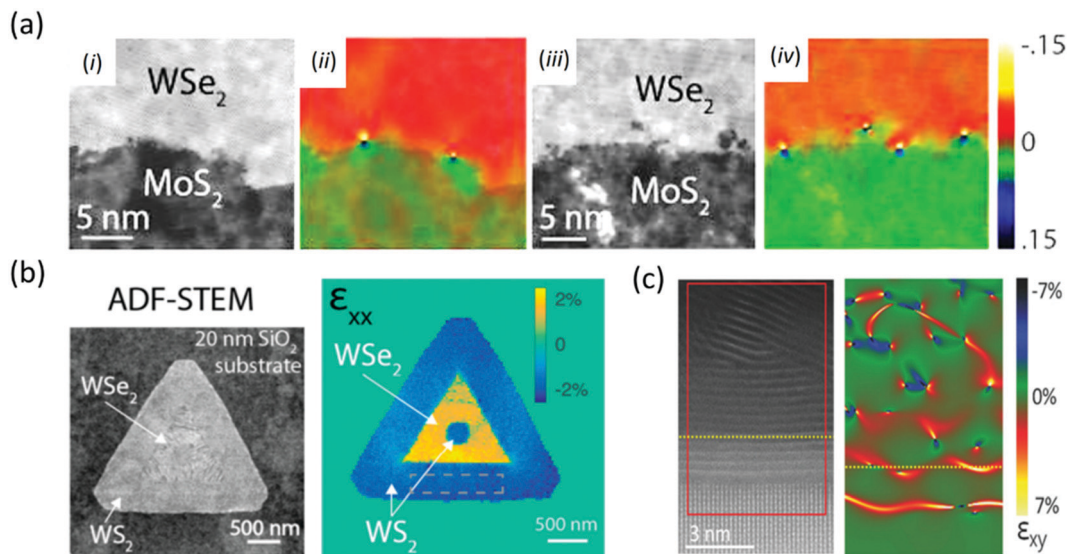 (a)
(i)
WSe2
MoS2
5 nm
(ii)
(iii)
WSe2
MoS2
5 nm
(iv)
-.15
0
.15
(b)
ADF-STEM
20 nm SiO2
substrate
WSe2
WS2
500 nm
εxx
2%
0
-2%
WSe2
WS2
500 nm
(c)
3 nm
-7%
0%
7%
εxy